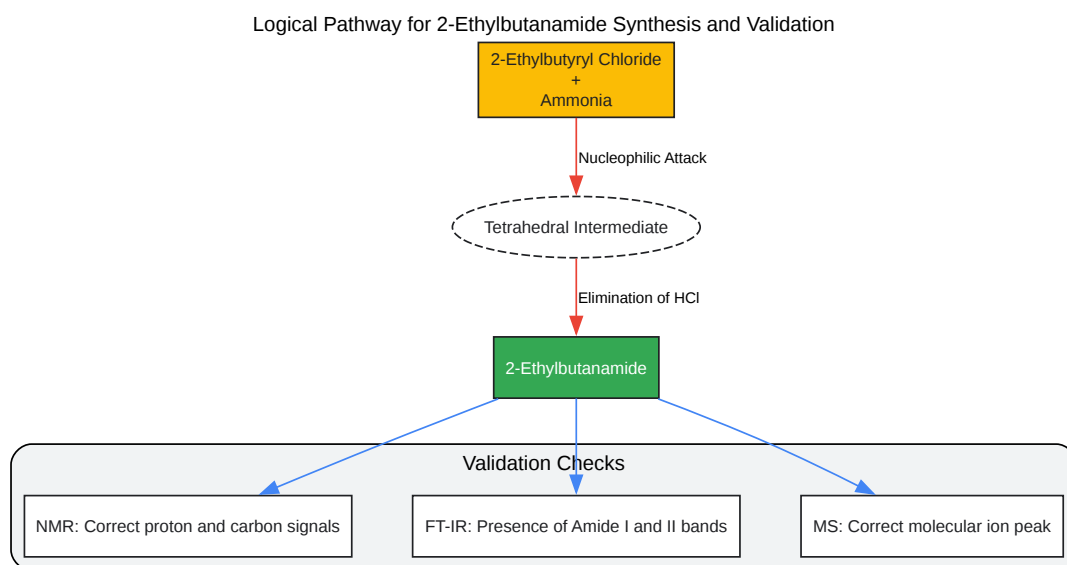 Logical Pathway for 2-Ethylbutanamide Synthesis and Validation
2-Ethylbutyryl Chloride
+
Ammonia
Nucleophilic Attack
Tetrahedral Intermediate
Elimination of HCl
2-Ethylbutanamide
Validation Checks
NMR: Correct proton and carbon signals
FT-IR: Presence of Amide I and II bands
MS: Correct molecular ion peak